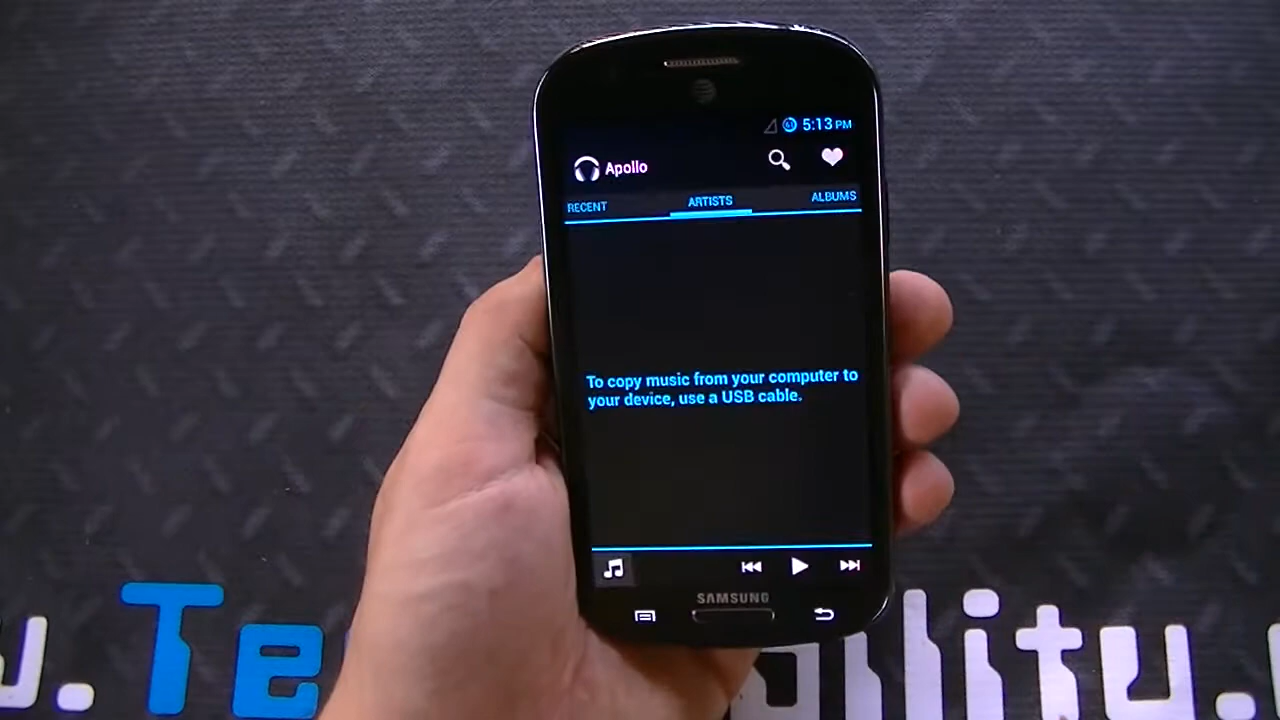 5:13 PM
Apollo
RECENT ARTISTS ALBUMS
To copy music from your computer to
your device, use a USB cable.
SAMSUNG